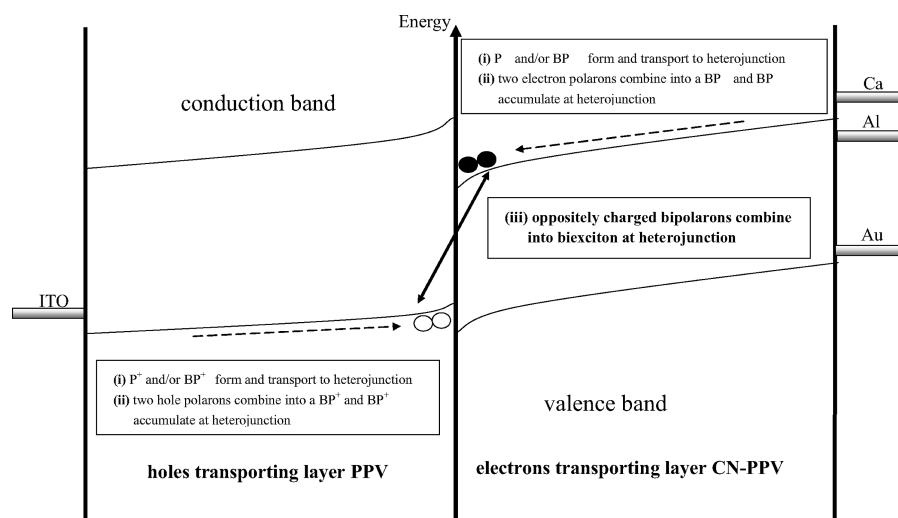 Energy
(i) P and/or BP form and transport to heterojunction
(ii) two electron polarons combine into a BP and BP
accumulate at heterojunction
conduction band
Ca
Al
(iii) oppositely charged bipolarons combine
into biexciton at heterojunction
Au
ITO
(i) P⁺ and/or BP⁺ form and transport to heterojunction
(ii) two hole polarons combine into a BP⁺ and BP⁺
accumulate at heterojunction
valence band
holes transporting layer PPV
electrons transporting layer CN-PPV